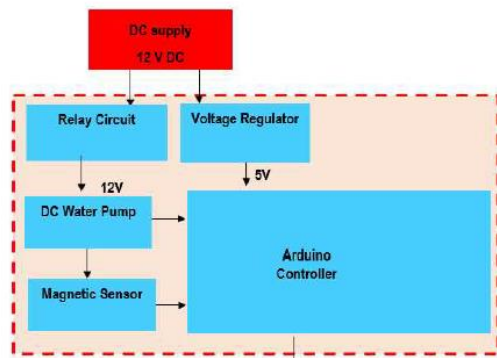 DC supply
12 V DC
Relay Circuit
Voltage Regulator
12V
5V
DC Water Pump
Arduino
Controller
Magnetic Sensor